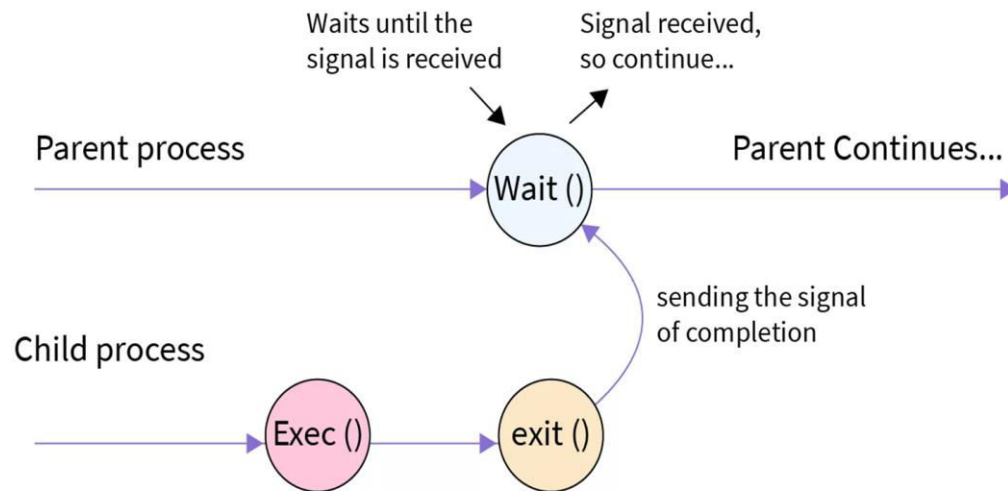 Waits until the
signal is received
Signal received,
so continue...
Parent process
Parent Continues...
Wait ()
sending the signal
of completion
Child process
Exec ()
exit ()